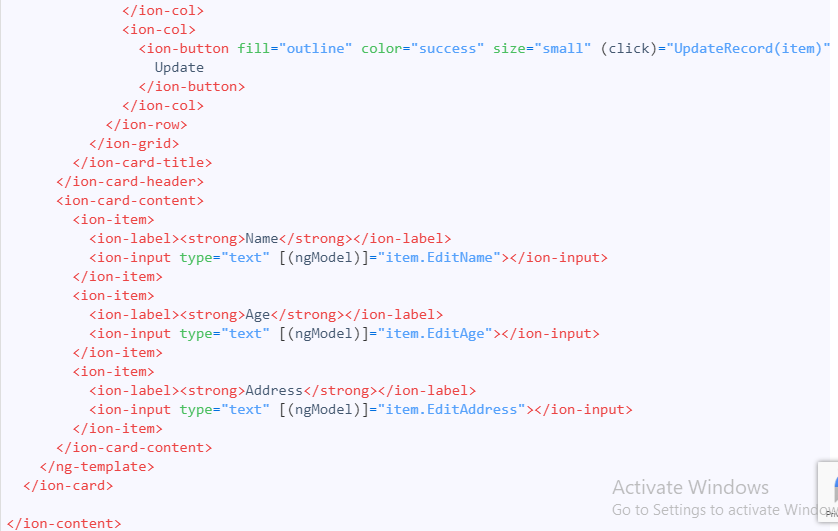 </ion-col>
<ion-col>
<ion-button fill="outline" color="success" size="small" (click)="UpdateRecord(item)"
Update
</ion-button>
</ion-col>
</ion-row>
</ion-grid>
</ion-card-title>
</ion-card-header>
<ion-card-content>
<ion-item>
<ion-label><strong>Name</strong></ion-label>
<ion-input type="text" [(ngModel)]="item.EditName"></ion-input>
</ion-item>
<ion-item>
<ion-label><strong>Age</strong></ion-label>
<ion-input type="text" [(ngModel)]="item.EditAge"></ion-input>
</ion-item>
<ion-item>
<ion-label><strong>Address</strong></ion-label>
<ion-input type="text" [(ngModel)]="item.EditAddress"></ion-input>
</ion-item>
</ion-card-content>
</ng-template>
</ion-card>
Activate Windows
Go to Settings to activate
</ion-content>